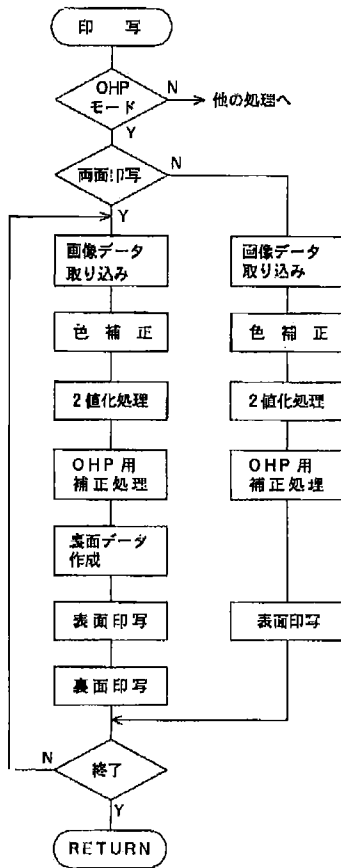 印写
OHP
モード
N
他の処理へ
Y
両面印写
N
Y
画像データ
取り込み
色補正
2値化処理
OHP用
補正処理
裏面データ
作成
表面印写
裏面印写
画像データ
取り込み
色補正
2値化処理
OHP用
補正処理
表面印写
N
終了
Y
RETURN